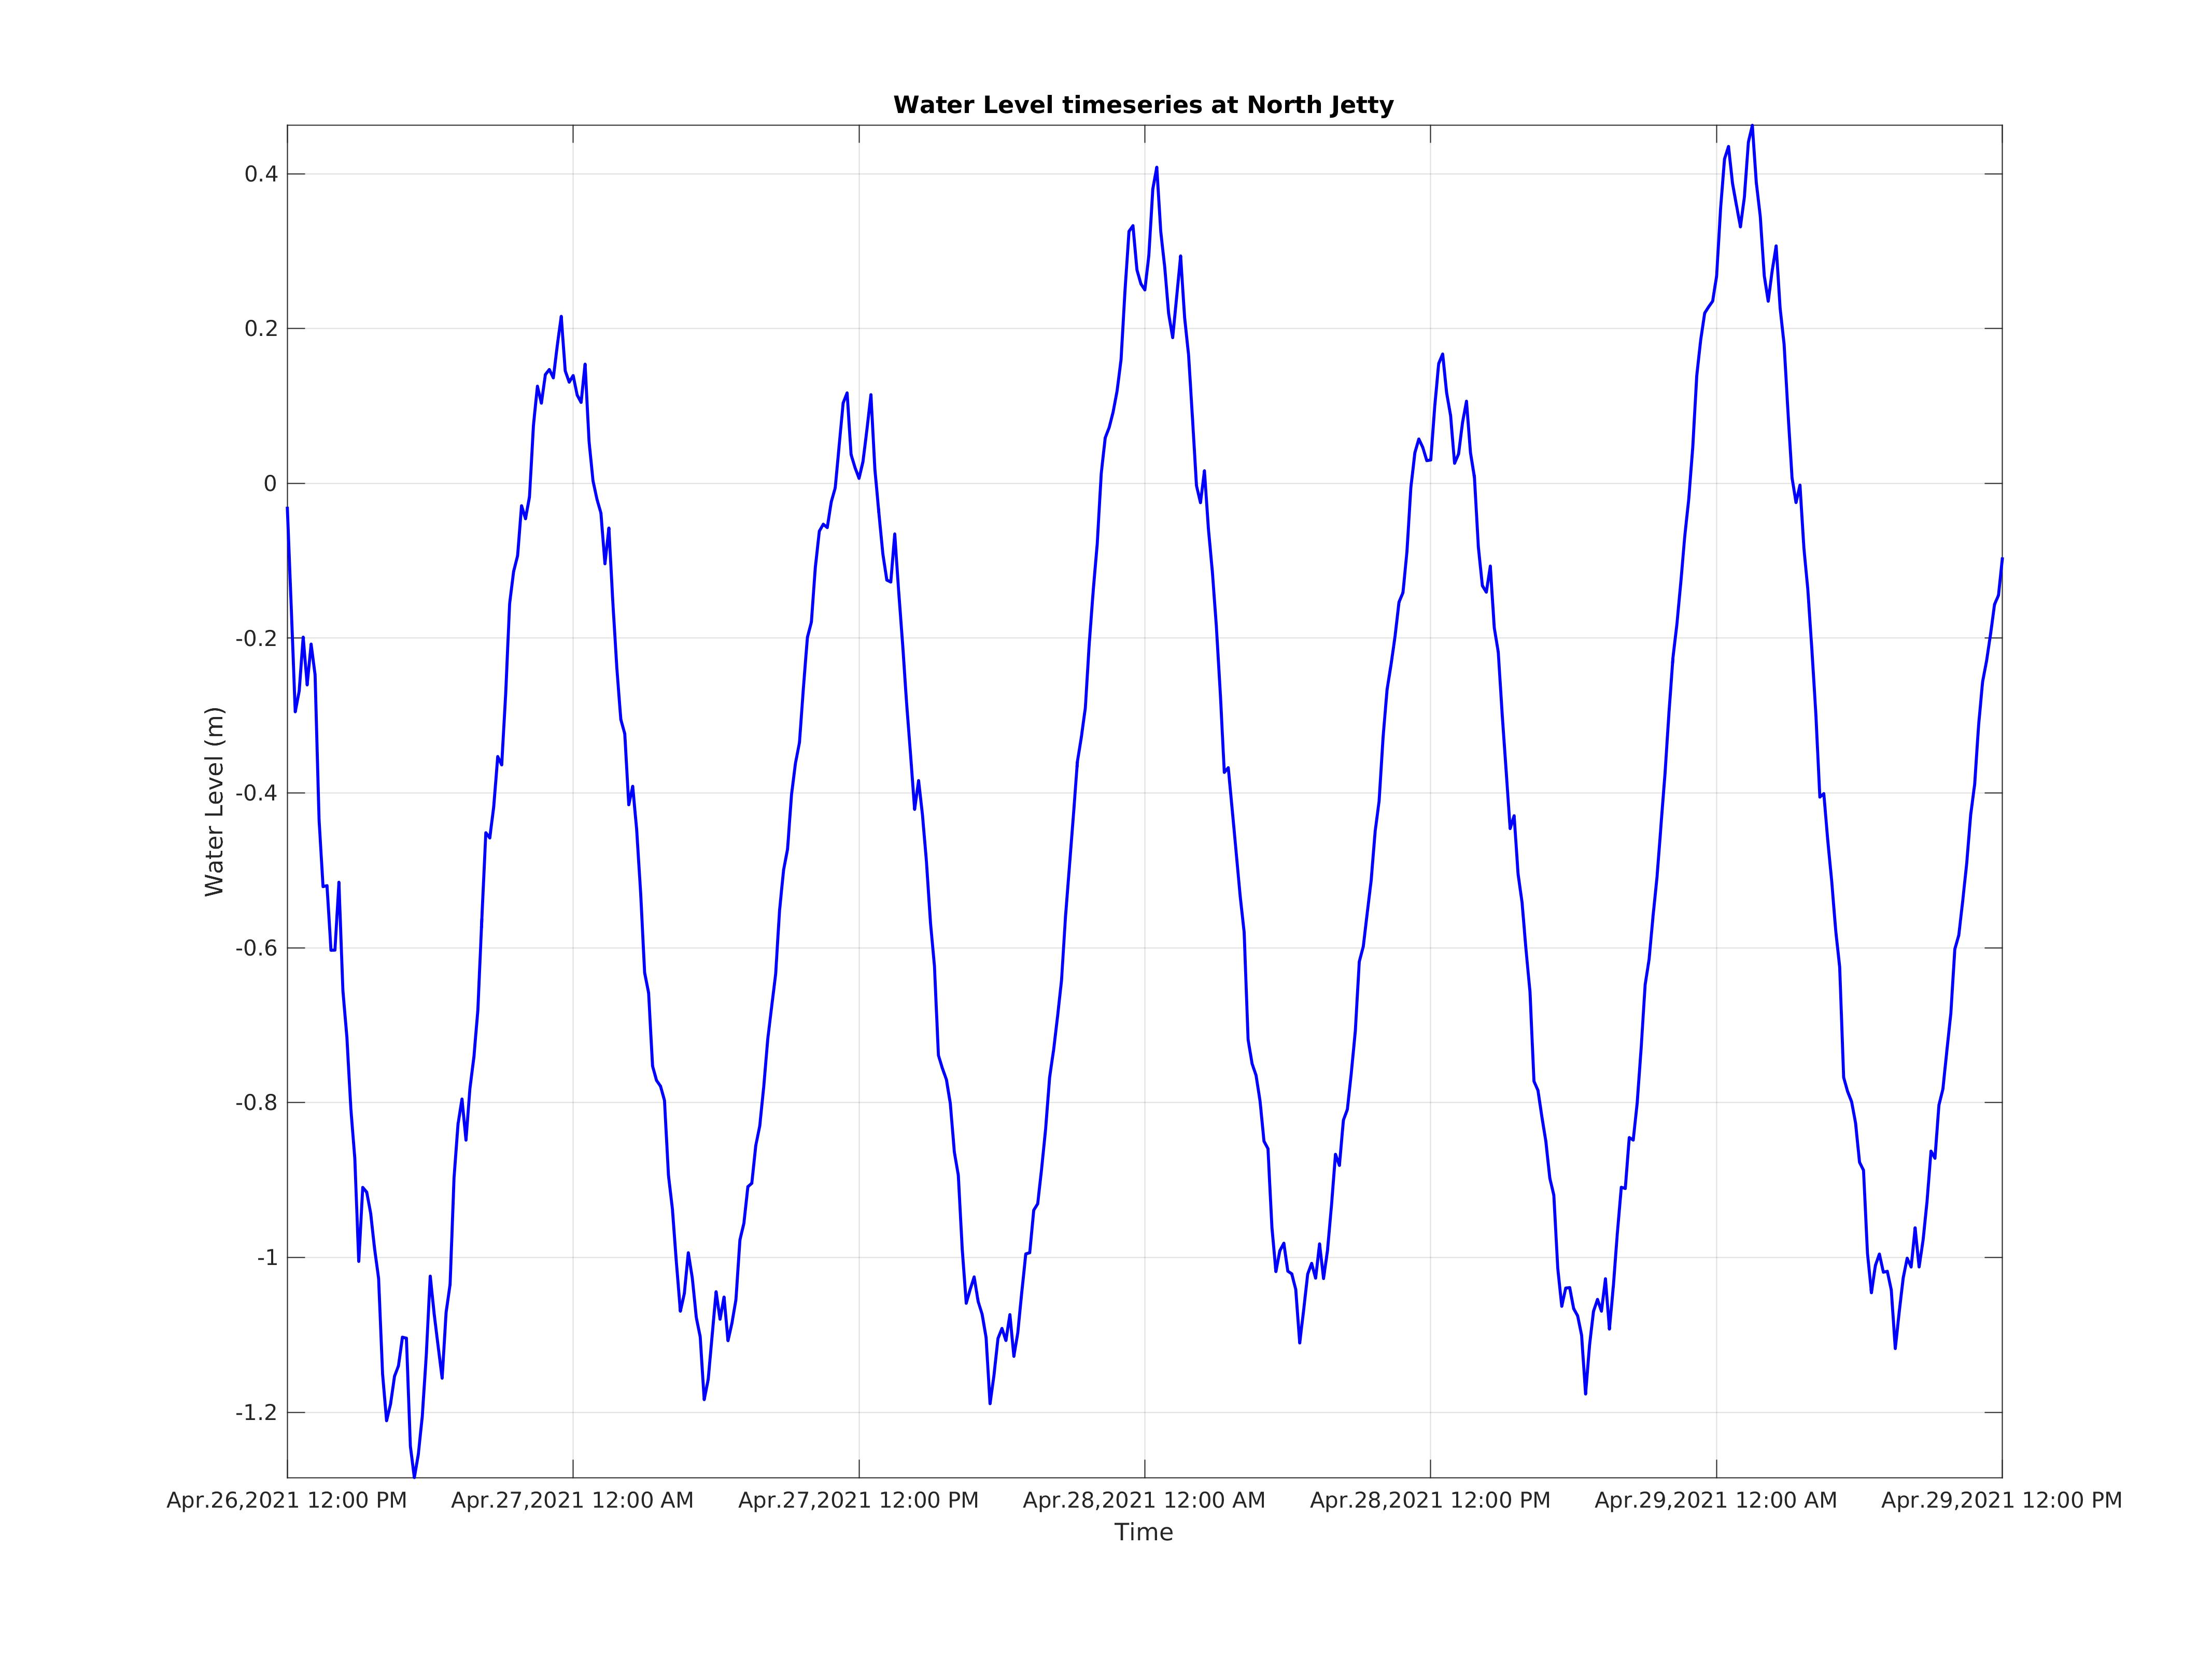 Water Level timeseries at North Jetty
0.4
0.2
0
-0.2
-0.4
-0.6
-0.8
-1
-1.2
Water Level (m)
Apr.26,2021 12:00 PM Apr.27,2021 12:00 AM Apr.27,2021 12:00 PM Apr.28,2021 12:00 AM Apr.28,2021 12:00 PM Apr.29,2021 12:00 AM Apr.29,2021 12:00 PM
Time